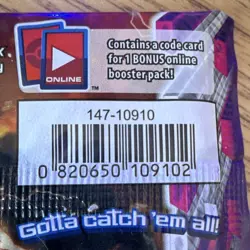 Contains a code card
for 1 BONUS online
booster pack!
ONLINE
TM
147-10910
0 820650 109102
Gotta catch 'em all!